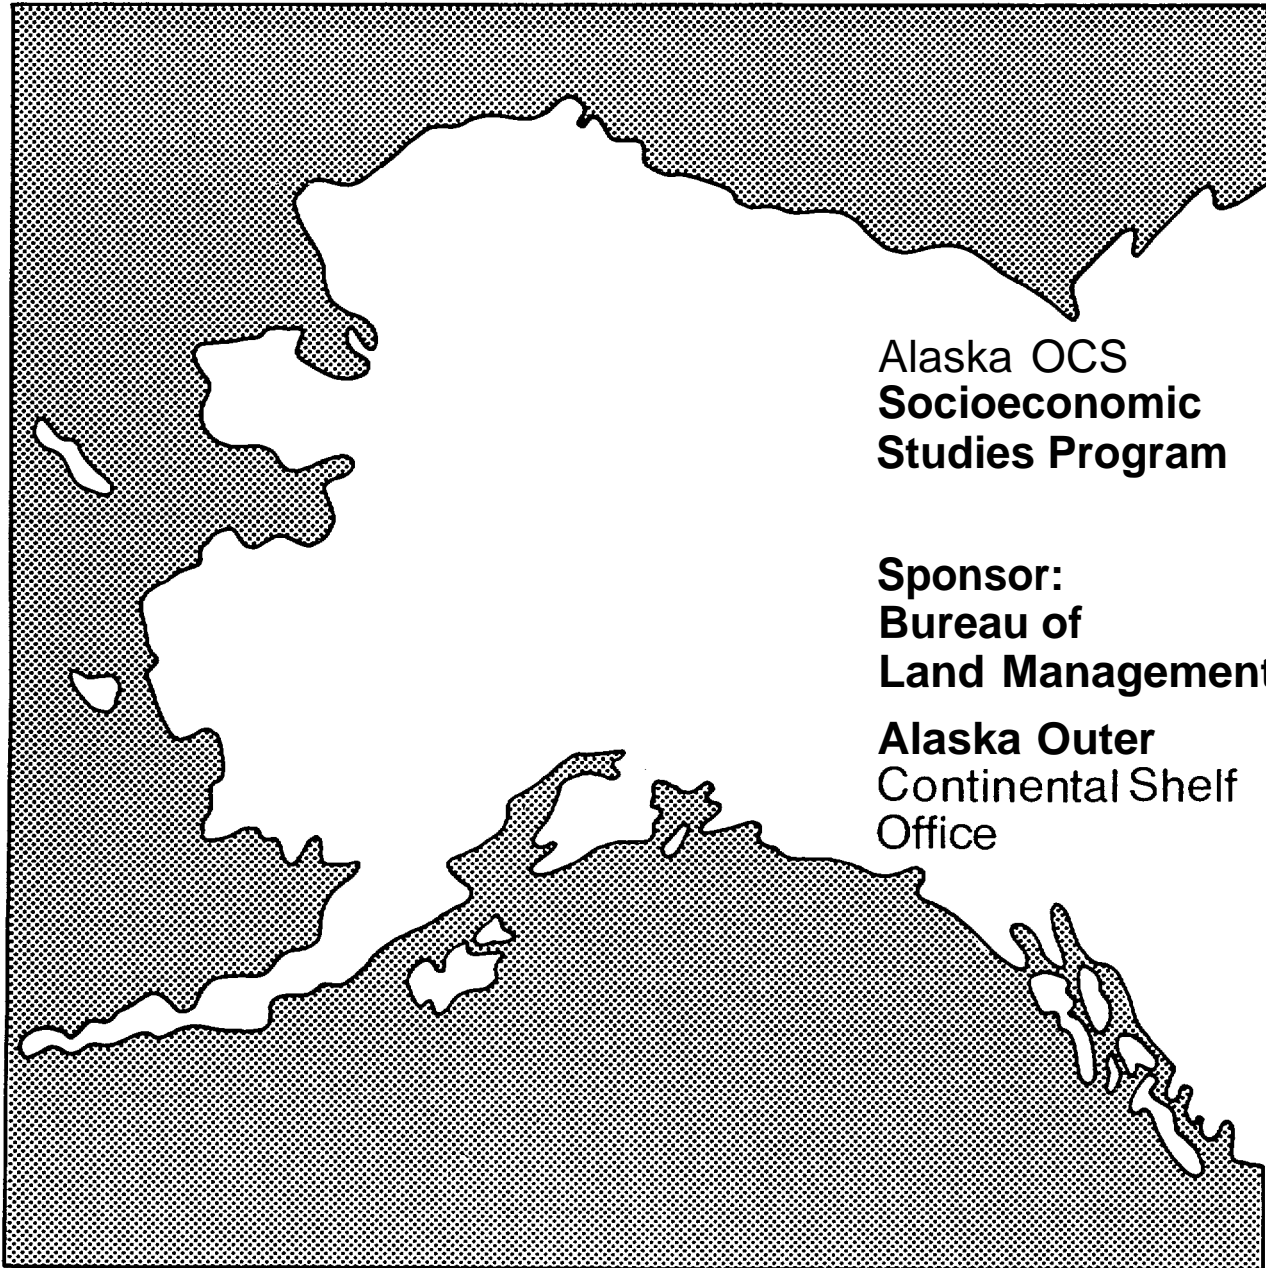 Alaska OCS
Socioeconomic
Studies Program
Sponsor:
Bureau of
Land Management
Alaska Outer
Continental Shelf
Office